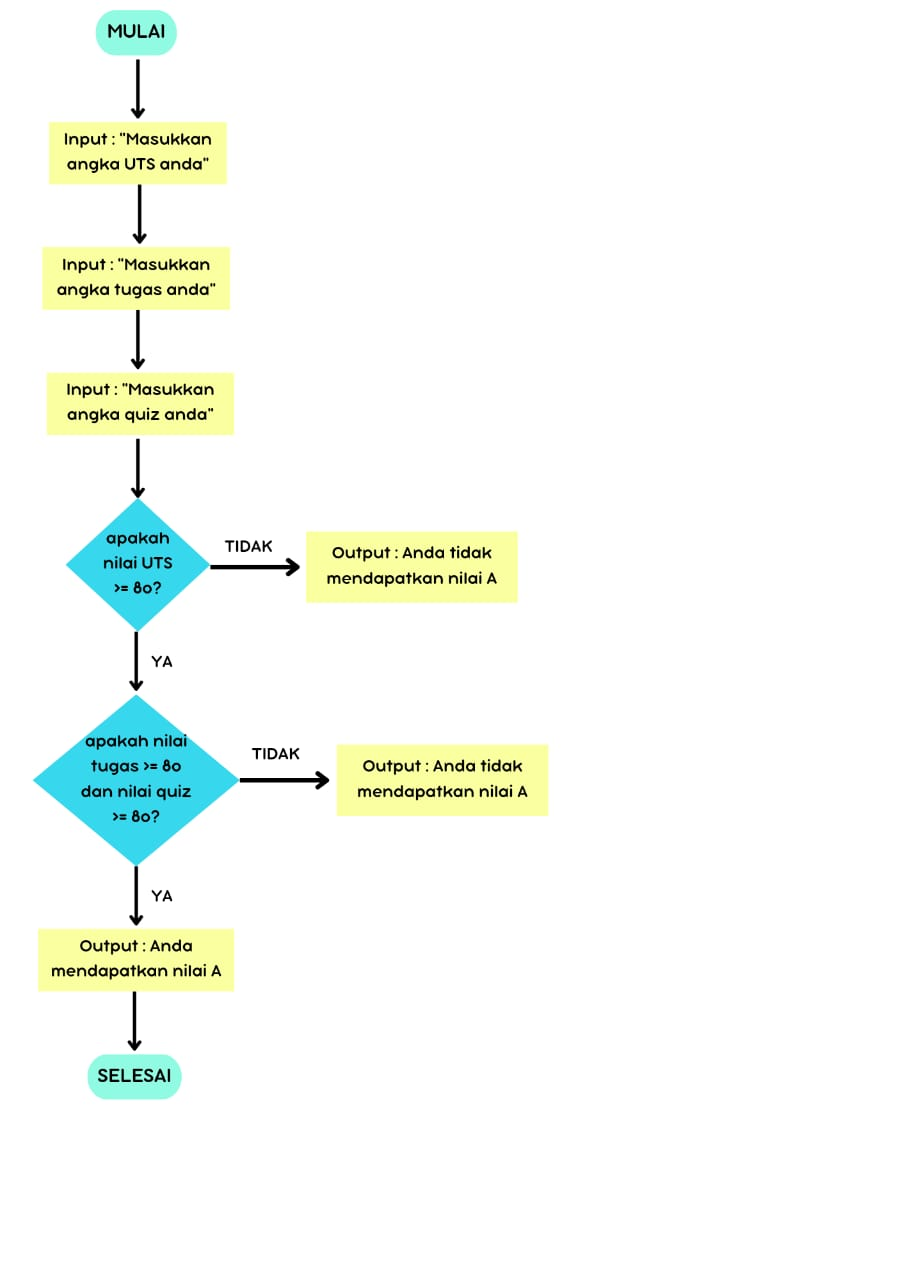 MULAI
Input : "Masukkan
angka UTS anda"
Input : "Masukkan
angka tugas anda"
Input : "Masukkan
angka quiz anda"
apakah
nilai UTS
>= 80?
TIDAK
Output : Anda tidak
mendapatkan nilai A
YA
apakah nilai
tugas >= 80
dan nilai quiz
>= 80?
TIDAK
Output : Anda tidak
mendapatkan nilai A
YA
Output : Anda
mendapatkan nilai A
SELESAI